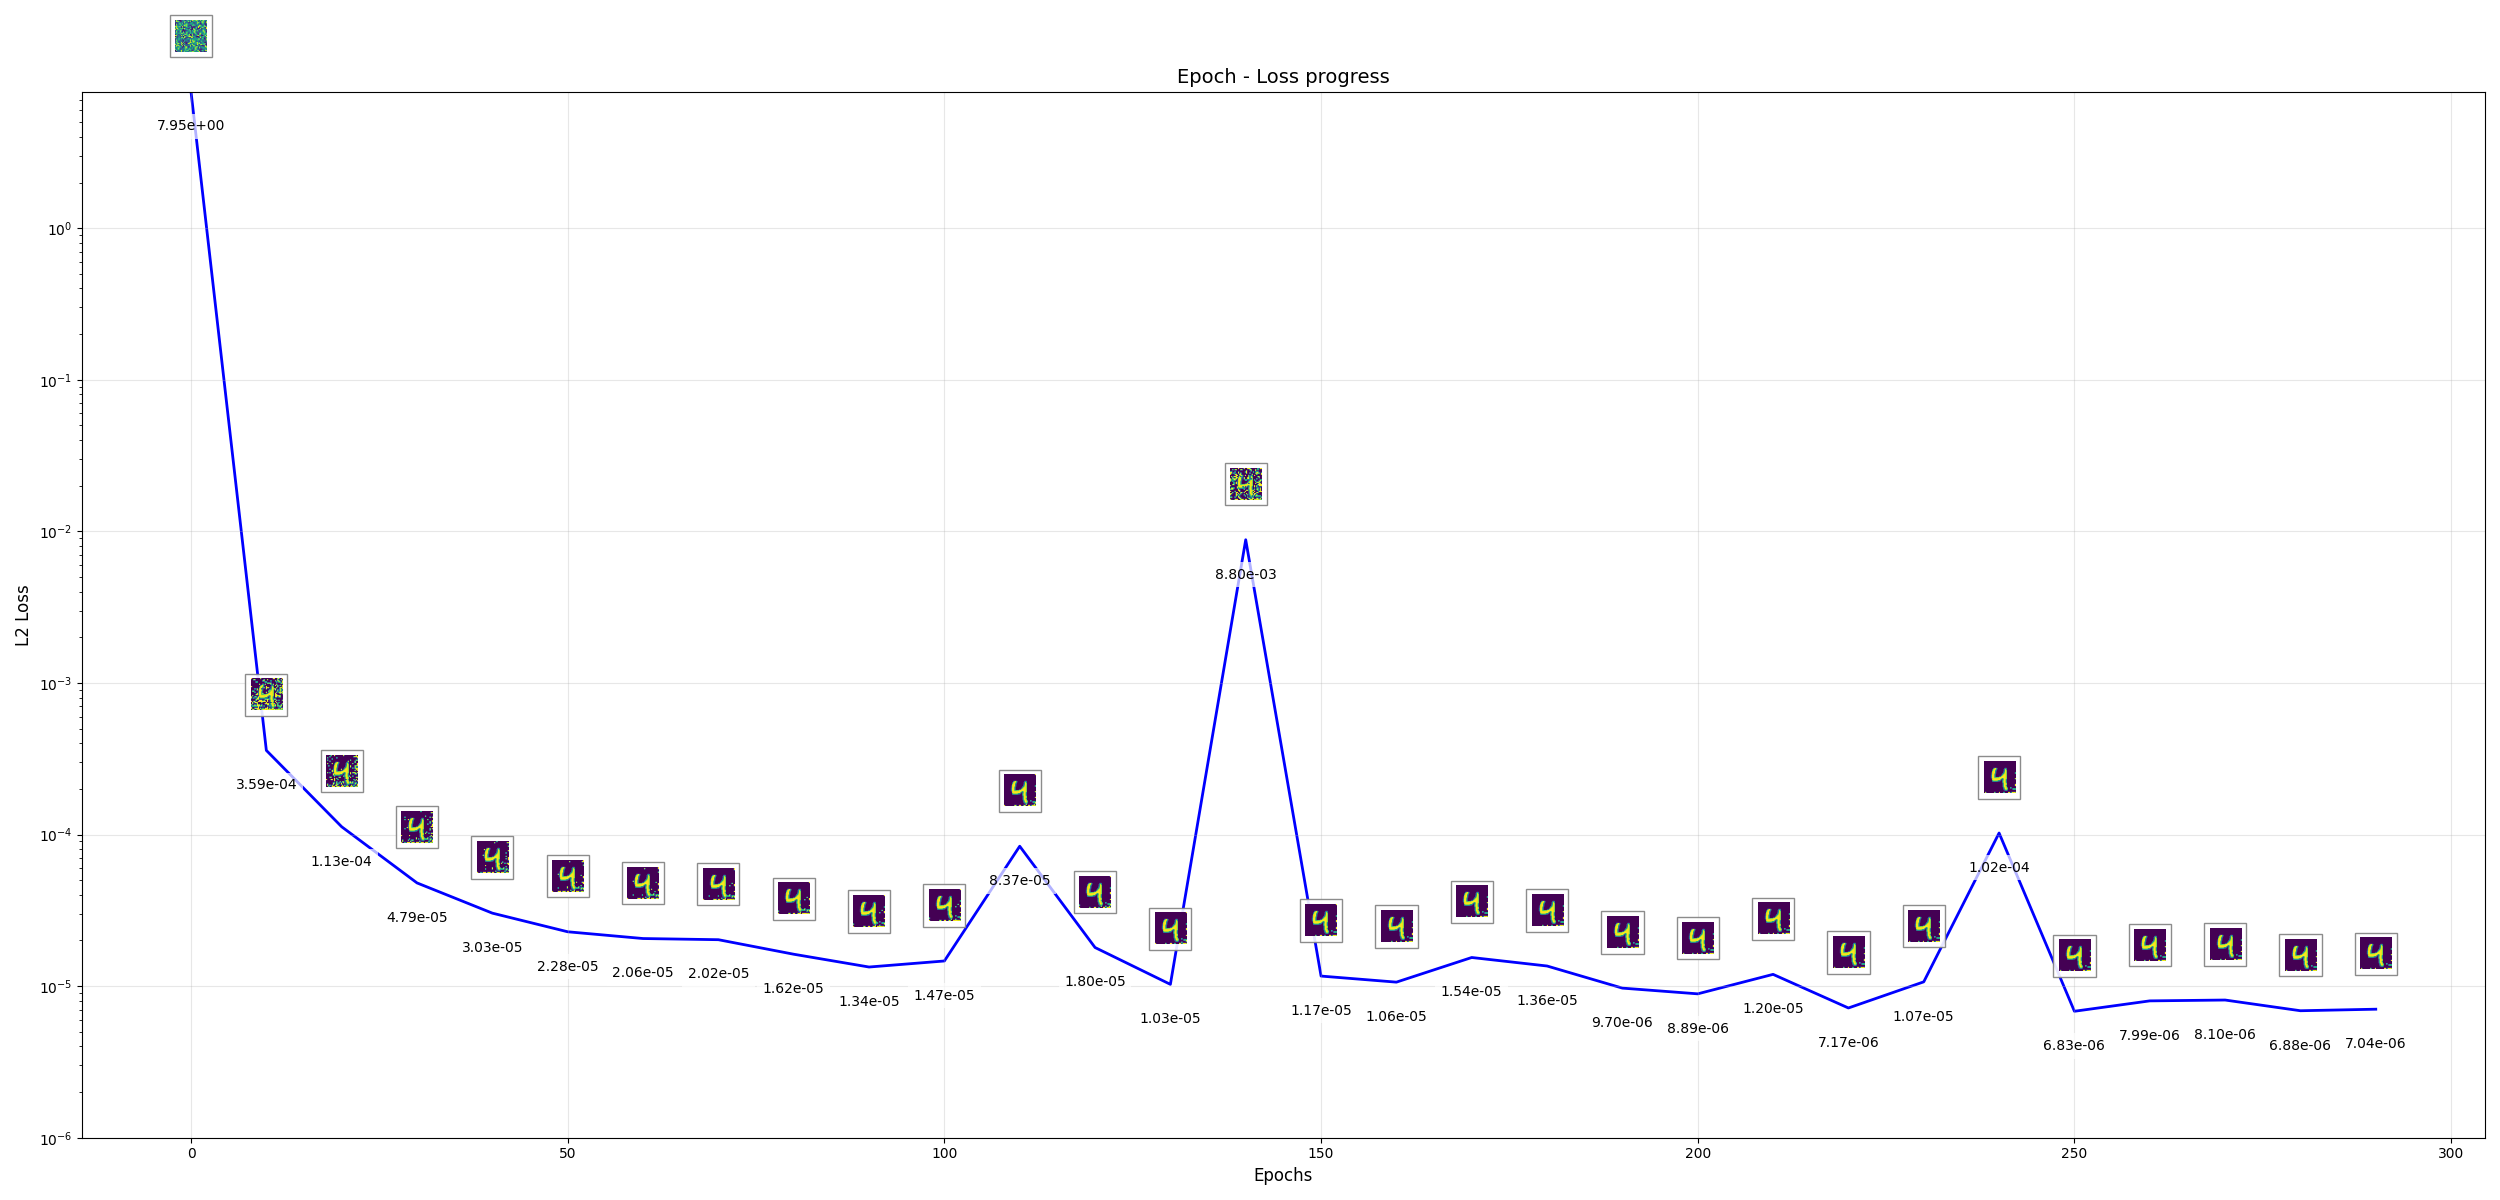 Epoch - Loss progress
L2 Loss
10⁰
10⁻¹
10⁻²
10⁻³
10⁻⁴
10⁻⁵
10⁻⁶
7.95e+00
3.59e-04
1.13e-04
4.79e-05
3.03e-05
2.28e-05
2.06e-05
2.02e-05
1.62e-05
1.34e-05
1.47e-05
8.37e-05
1.80e-05
1.03e-05
8.80e-03
1.17e-05
1.06e-05
1.54e-05
1.36e-05
9.70e-06
8.89e-06
1.20e-05
7.17e-06
1.07e-05
1.02e-04
6.83e-06
7.99e-06
8.10e-06
6.88e-06
7.04e-06
0 50 100 150 200 250 300
Epochs